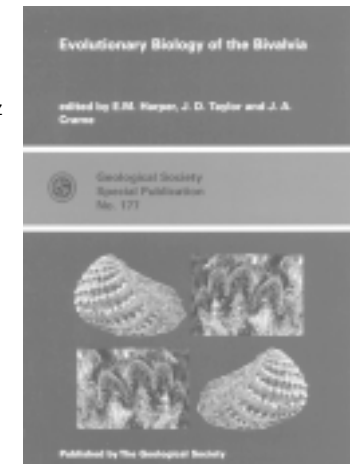 Evolutionary Biology of the Bivalvia
edited by E.M. Harper, J. D. Taylor and J. A.
Crame
Geological Society
Special Publication
No. 177
Published by The Geological Society